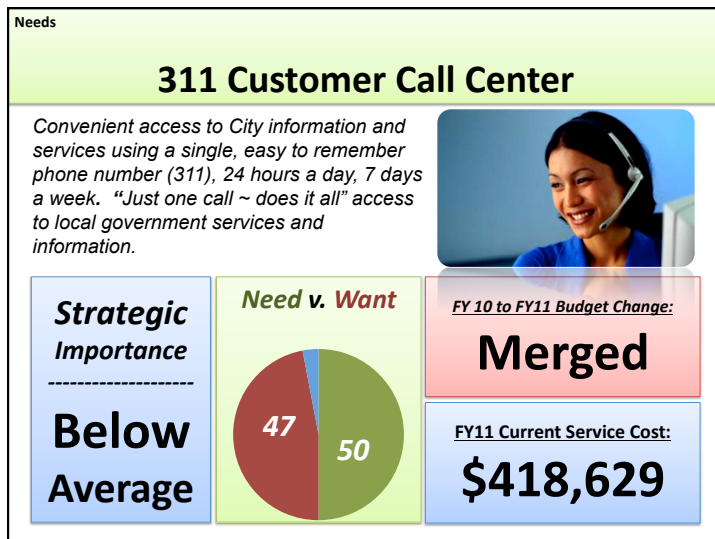 Needs
311 Customer Call Center
Convenient access to City information and
services using a single, easy to remember
phone number (311), 24 hours a day, 7 days
a week. “Just one call ~ does it all” access
to local government services and
information.
Strategic
Importance
--------------------
Below
Average
Need v. Want
47
50
FY 10 to FY11 Budget Change:
Merged
FY11 Current Service Cost:
$418,629